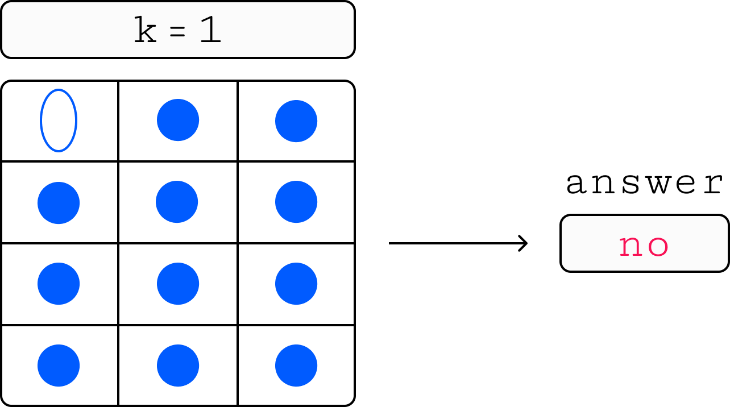 k = 1
answer
no